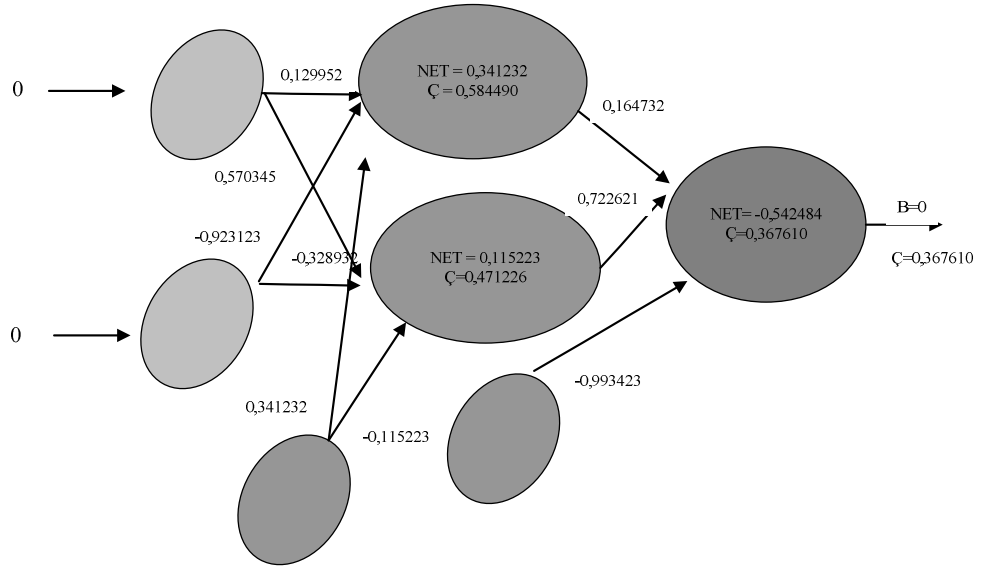 0
0,129952
NET = 0,341232
Ç = 0,584490
0,164732
0,570345
-0,923123
-0,328932
0,722621
NET = 0,115223
Ç=0,471226
NET= -0,542484
Ç=0,367610
B=0
Ç=0,367610
0
0,341232
-0,115223
-0,993423